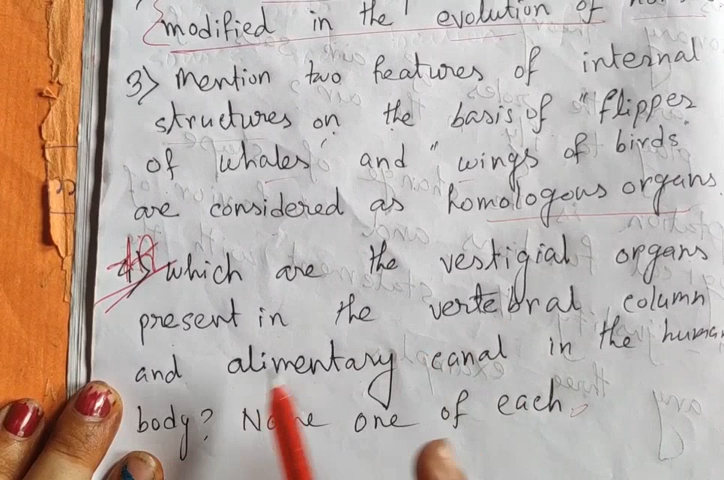 modified in the evolution of
3) Mention two features of internal
structures on the basis of "flipper
of whales" and "wings of birds"
are considered as homologous organs.
4) which are the vestigial organs
present in the vertebral column
and alimentary canal in the human
body? Name one of each.